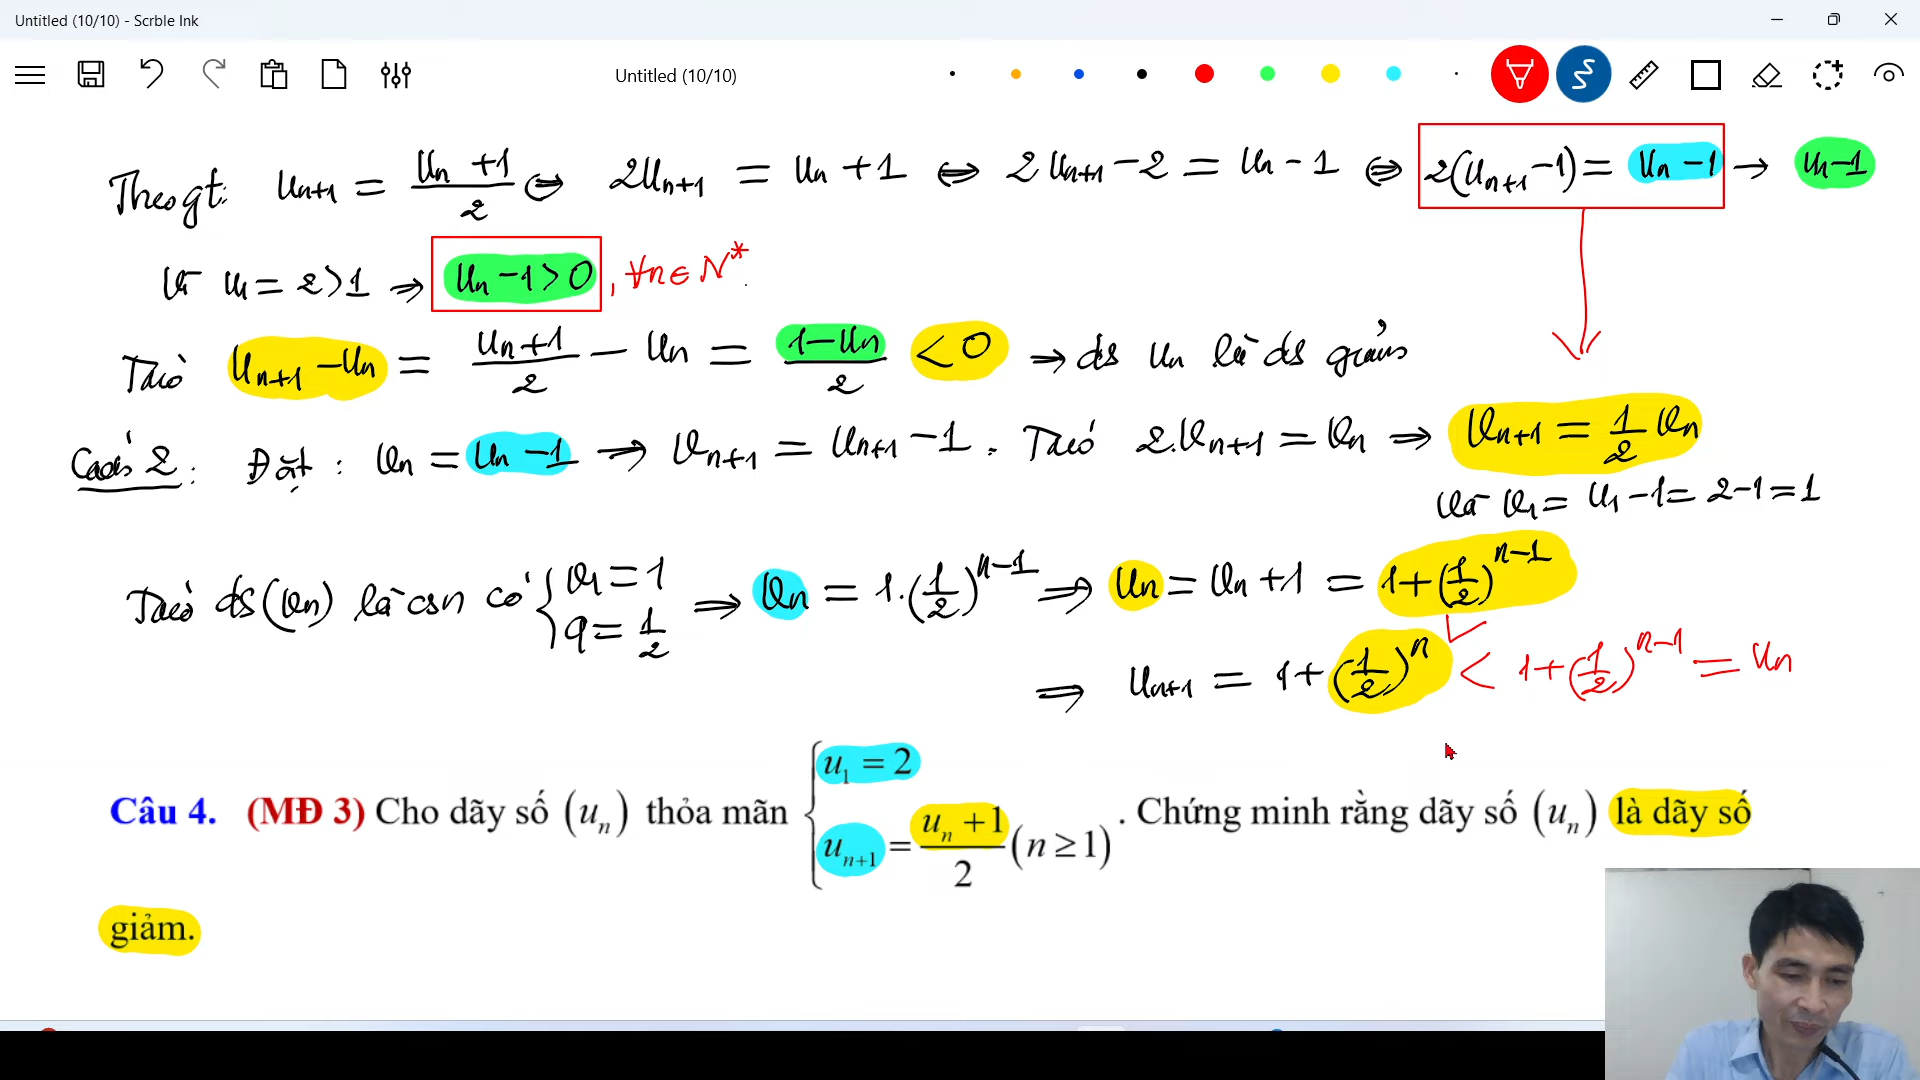 Untitled (10/10) - Scrble Ink
Untitled (10/10)
Theo gt: Un+1 = (Un + 1)/2 ⇔ 2Un+1 = Un + 1 ⇔ 2Un+1 - 2 = Un - 1 ⇔ 2(Un+1 - 1) = Un - 1 → U1 - 1
Vì U1 = 2 > 1 ⇒ Un - 1 > 0, ∀n ∈ N*
Ta có Un+1 - Un = (Un + 1)/2 - Un = (1 - Un)/2 < 0 ⇒ ds Un là ds giảm
Cách 2: Đặt: Vn = Un - 1 ⇒ Vn+1 = Un+1 - 1. Ta có 2.Vn+1 = Vn ⇒ Vn+1 = 1/2 Vn
Và V1 = U1 - 1 = 2 - 1 = 1
Ta có ds (Vn) là csn có { V1 = 1 q = 1/2 ⇒ Vn = 1.(1/2)^(n-1) ⇒ Un = Vn + 1 = 1 + (1/2)^(n-1)
⇒ Un+1 = 1 + (1/2)^n < 1 + (1/2)^(n-1) = Un
Câu 4. (MĐ 3) Cho dãy số (un) thỏa mãn { u1 = 2 un+1 = (un + 1)/2 (n ≥ 1) . Chứng minh rằng dãy số (un) là dãy số
giảm.